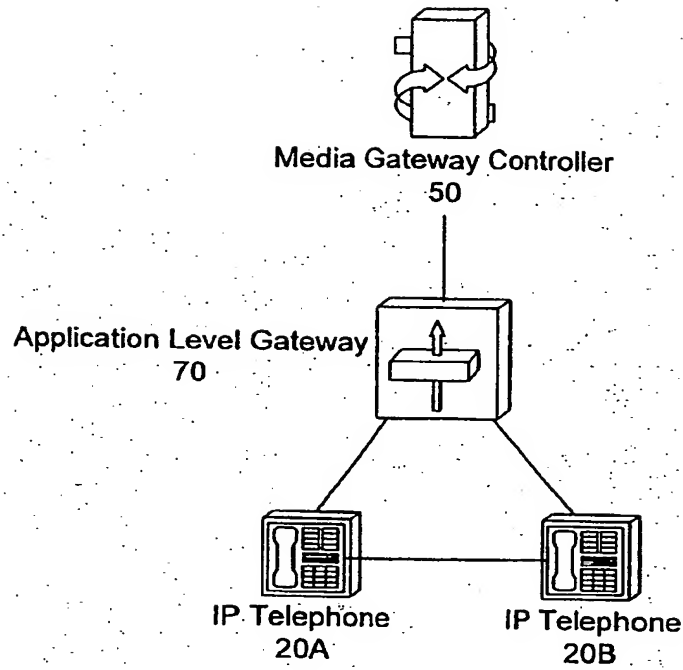 Media Gateway Controller
50
Application Level Gateway
70
IP Telephone
20A
IP Telephone
20B